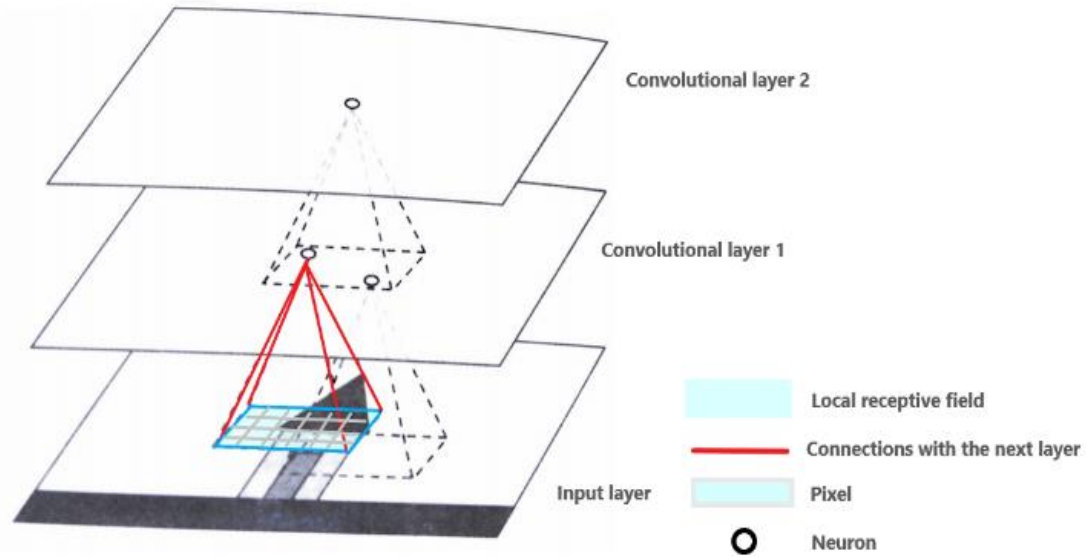 Convolutional layer 2
Convolutional layer 1
Local receptive field
Connections with the next layer
Input layer
Pixel
Neuron